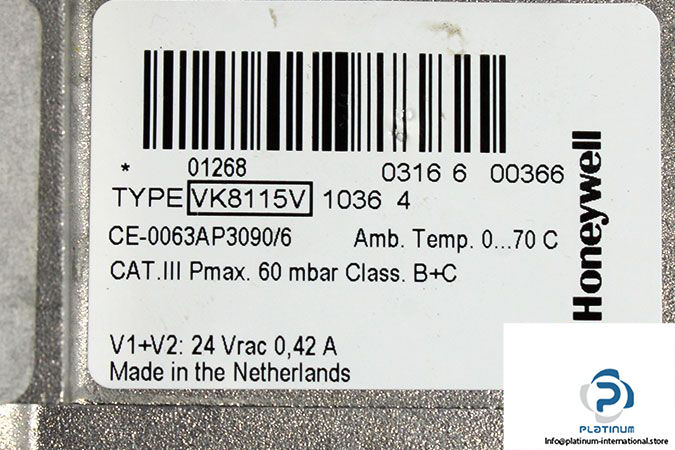 * 01268 0316 6 00366
TYPE VK8115V 1036 4
CE-0063AP3090/6 Amb. Temp. 0...70 C
CAT.III Pmax. 60 mbar Class. B+C
V1+V2: 24 Vrac 0,42 A
Made in the Netherlands
Honeywell
PLATINUM
Info@platinum-international.store